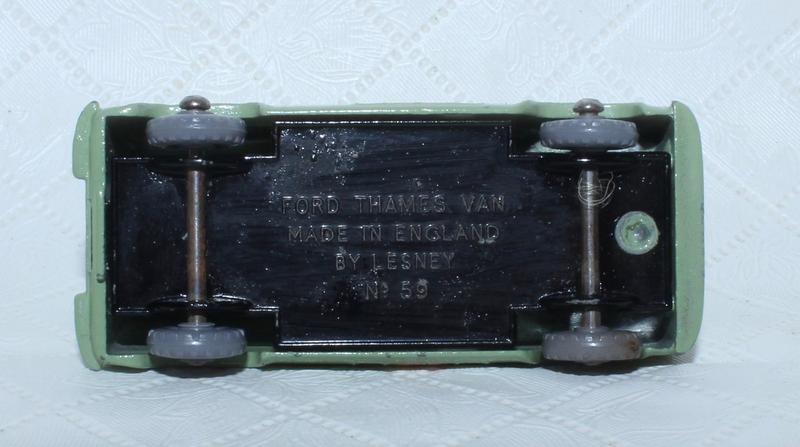 FORD THAMES VAN
MADE IN ENGLAND
BY LESNEY
Nº 59